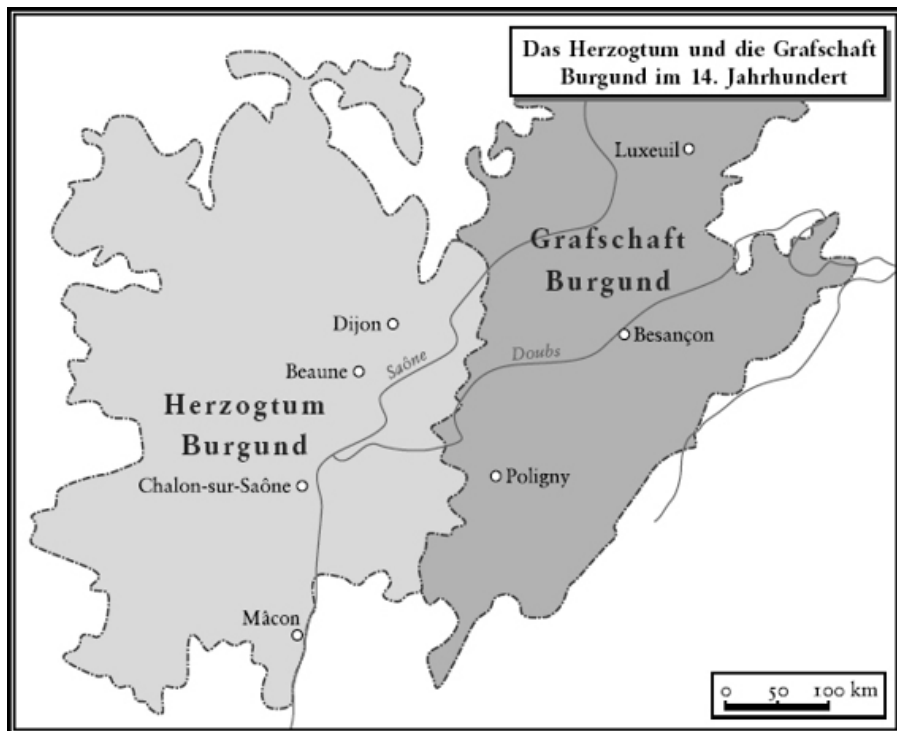 Das Herzogtum und die Grafschaft
Burgund im 14. Jahrhundert
Luxeuil
Grafschaft
Burgund
Dijon
Besançon
Saône
Doubs
Beaune
Herzogtum
Burgund
Poligny
Chalon-sur-Saône
Mâcon
0 50 100 km